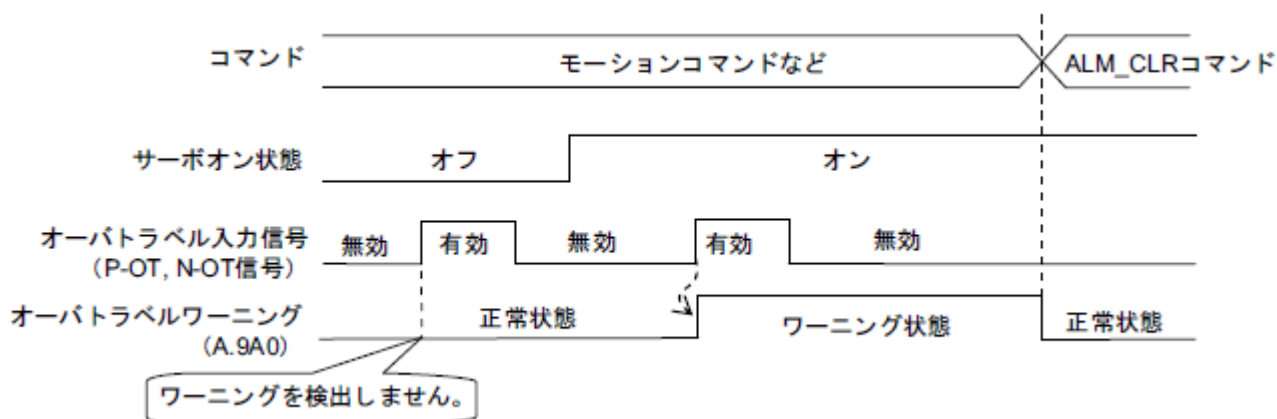 コマンド モーションコマンドなど ALM_CLRコマンド
サーボオン状態 オフ オン
オーバトラベル入力信号 無効 有効 無効 有効 無効
（P-OT, N-OT信号）
オーバトラベルワーニング 正常状態 ワーニング状態 正常状態
(A.9A0)
ワーニングを検出しません。